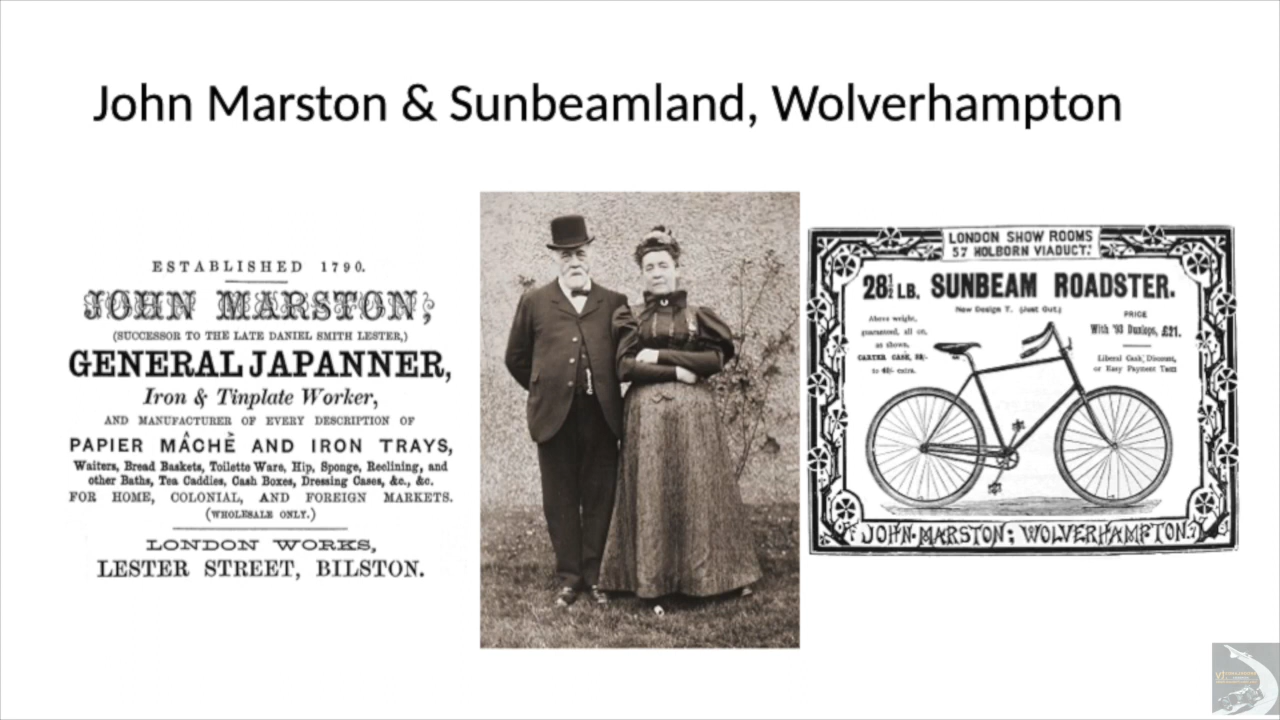 John Marston & Sunbeamland, Wolverhampton
ESTABLISHED 1790.
JOHN MARSTON,
(SUCCESSOR TO THE LATE DANIEL SMITH LESTER,)
GENERAL JAPANNER,
Iron & Tinplate Worker,
AND MANUFACTURER OF EVERY DESCRIPTION OF
PAPIER MÂCHÈ AND IRON TRAYS,
Waiters, Bread Baskets, Toilette Ware, Hip, Sponge, Reclining, and
other Baths, Tea Caddies, Cash Boxes, Dressing Cases, &c., &c.
FOR HOME, COLONIAL, AND FOREIGN MARKETS.
(WHOLESALE ONLY.)
LONDON WORKS,
LESTER STREET, BILSTON.
LONDON SHOW ROOMS
57 HOLBORN VIADUCT.
28½ LB. SUNBEAM ROADSTER.
New Design Y. (Just Out.)
Above weight,
guaranteed, all on,
as shown,
CARTER CASE,
extra.
PRICE
With '93 Dunlops, £21.
Liberal Cash Discount,
or Easy Payment
JOHN MARSTON: WOLVERHAMPTON